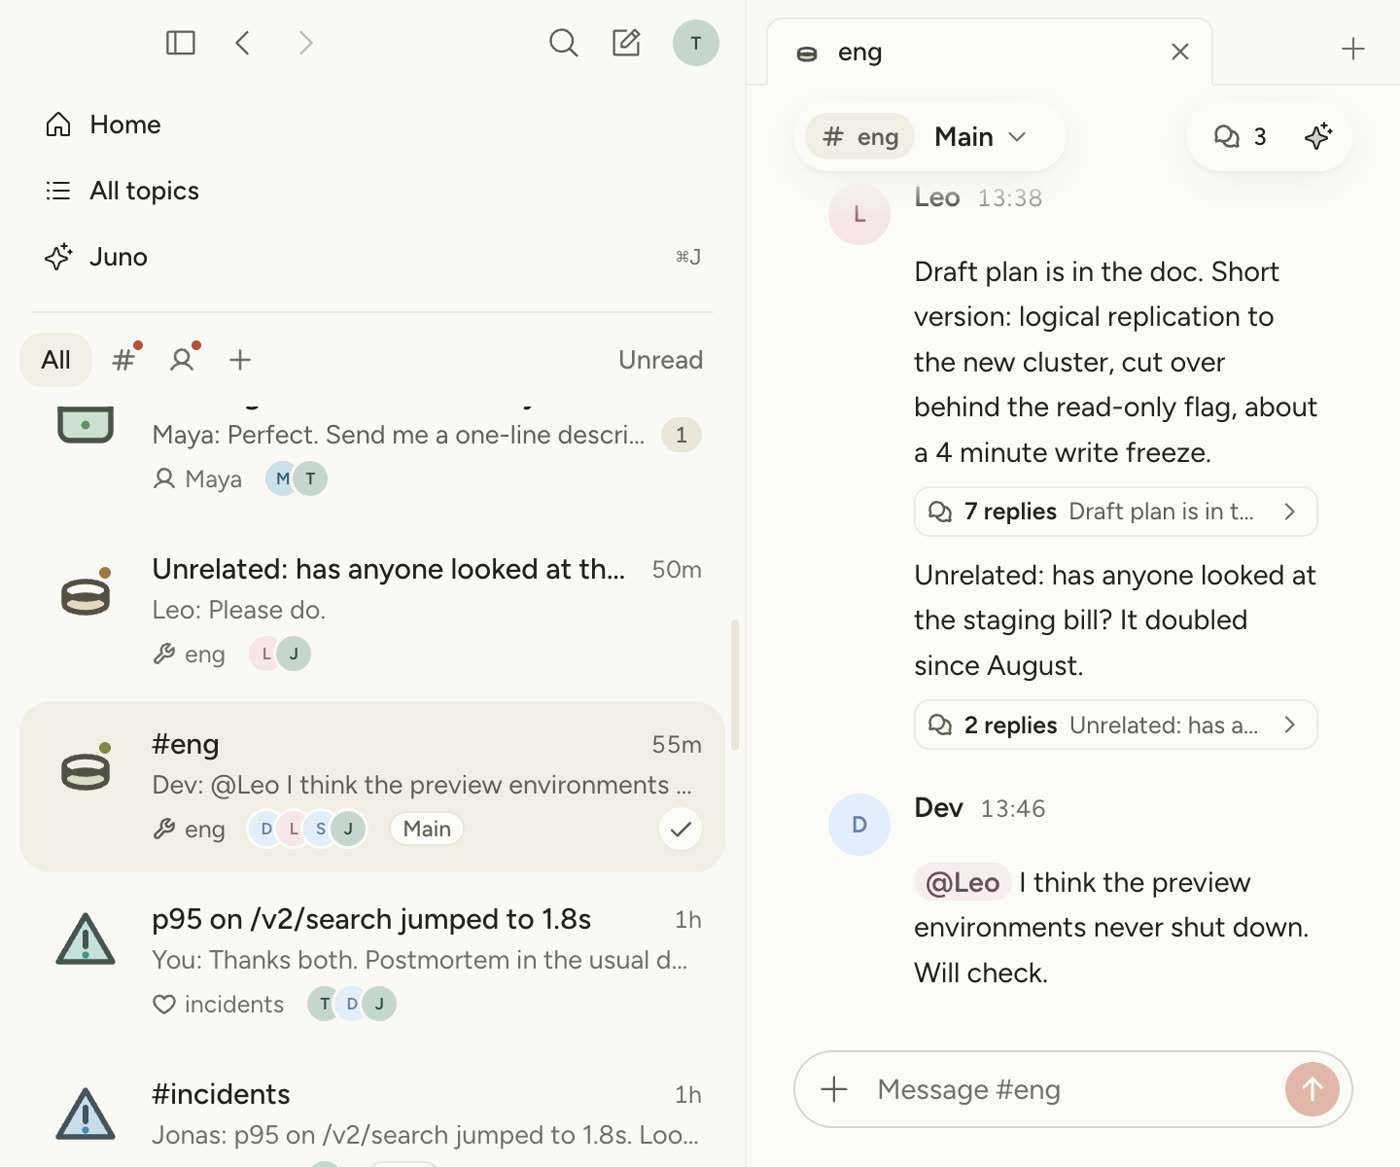 T
Home
All topics
Juno
⌘J
All
Unread
Maya: Perfect. Send me a one-line descri...
1
Maya
M
T
Unrelated: has anyone looked at th...
50m
Leo: Please do.
eng
L
J
#eng
55m
Dev: @Leo I think the preview environments ...
eng
D
L
S
J
Main
p95 on /v2/search jumped to 1.8s
1h
You: Thanks both. Postmortem in the usual d...
incidents
T
D
J
#incidents
1h
Jonas: p95 on /v2/search jumped to 1.8s. Loo...
eng
# eng
Main
3
L
Leo
13:38
Draft plan is in the doc. Short
version: logical replication to
the new cluster, cut over
behind the read-only flag, about
a 4 minute write freeze.
7 replies Draft plan is in t...
Unrelated: has anyone looked at
the staging bill? It doubled
since August.
2 replies Unrelated: has a...
D
Dev
13:46
@Leo I think the preview
environments never shut down.
Will check.
Message #eng